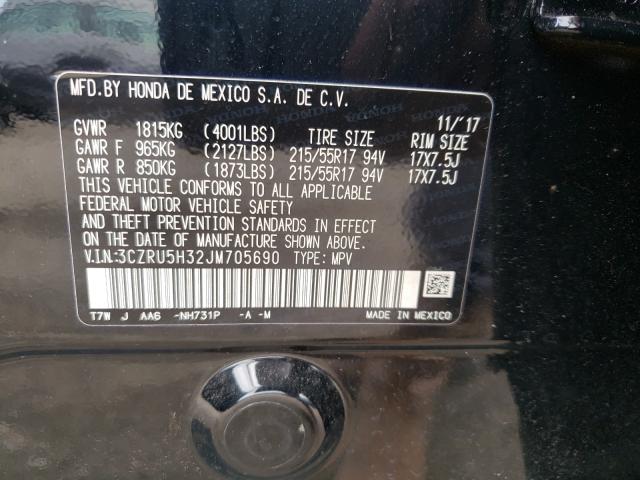 MFD.BY HONDA DE MEXICO S.A. DE C.V.
11/'17
GVWR 1815KG (4001LBS) TIRE SIZE RIM SIZE
GAWR F 965KG (2127LBS) 215/55R17 94V 17X7.5J
GAWR R 850KG (1873LBS) 215/55R17 94V 17X7.5J
THIS VEHICLE CONFORMS TO ALL APPLICABLE
FEDERAL MOTOR VEHICLE SAFETY
AND THEFT PREVENTION STANDARDS IN EFFECT
ON THE DATE OF MANUFACTURE SHOWN ABOVE.
V.I.N:3CZRU5H32JM705690 TYPE: MPV
T7W J AA6 -NH731P -A -M
MADE IN MEXICO